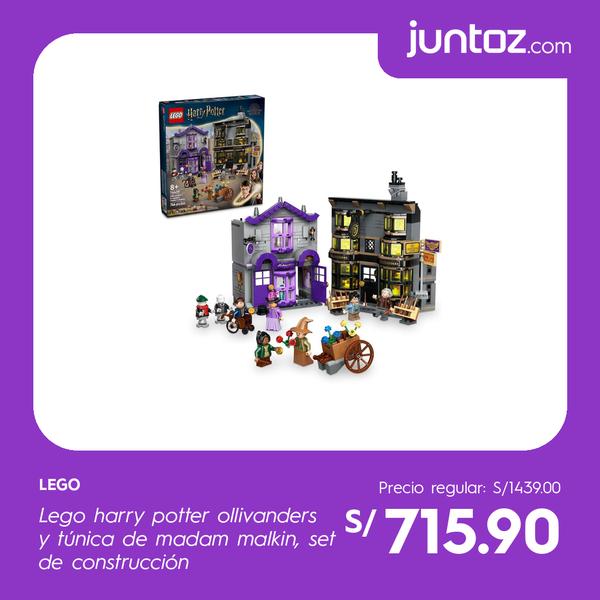 juntoz.com
LEGO
Harry Potter
8+
LEGO
Precio regular: S/1439.00
Lego harry potter ollivanders
y túnica de madam malkin, set
de construcción
S/715.90